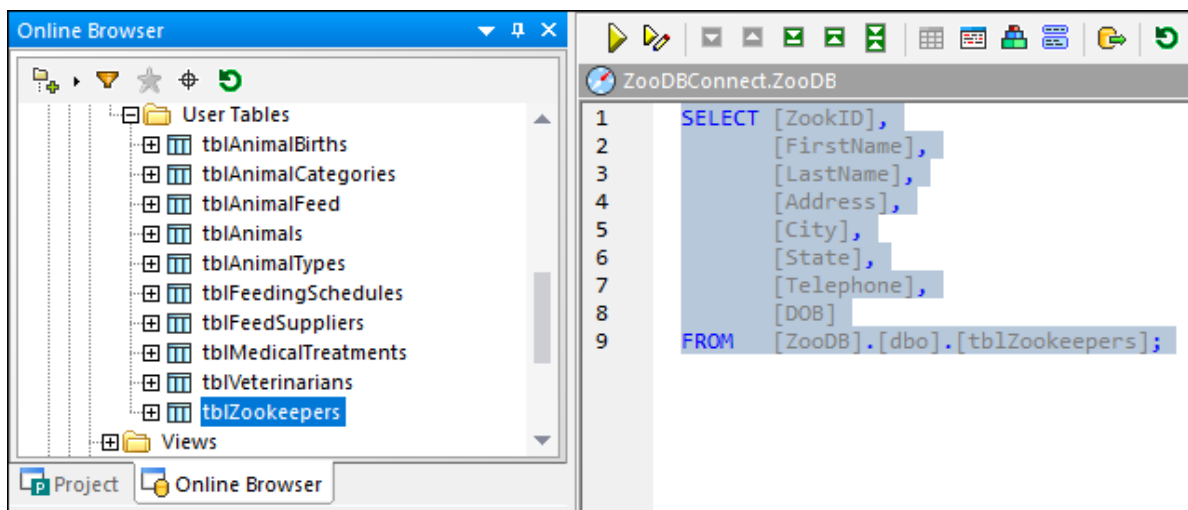 Online Browser
User Tables
tblAnimalBirths
tblAnimalCategories
tblAnimalFeed
tblAnimals
tblAnimalTypes
tblFeedingSchedules
tblFeedSuppliers
tblMedicalTreatments
tblVeterinarians
tblZookeepers
Views
P Project Online Browser
ZooDBConnect.ZooDB
1 SELECT [ZookID],
2 [FirstName],
3 [LastName],
4 [Address],
5 [City],
6 [State],
7 [Telephone],
8 [DOB]
9 FROM [ZooDB].[dbo].[tblZookeepers];